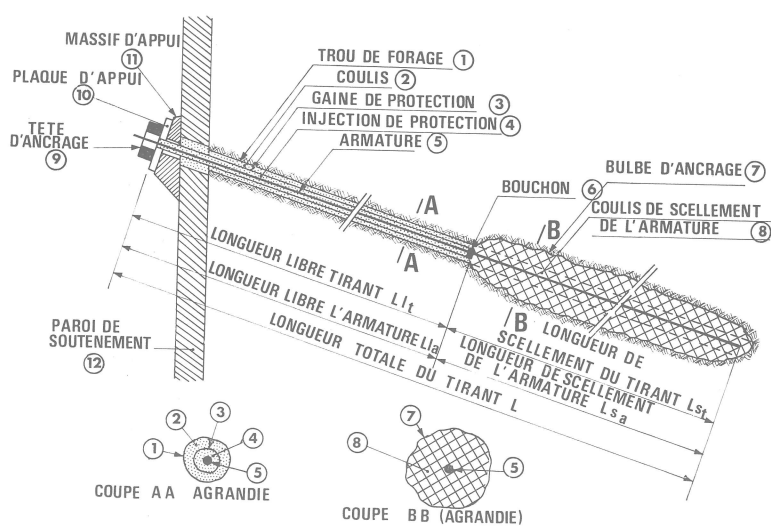 MASSIF D'APPUI
⑪
PLAQUE D'APPUI
⑩
TETE
D'ANCRAGE
⑨
TROU DE FORAGE ①
COULIS ②
GAINE DE PROTECTION ③
INJECTION DE PROTECTION ④
ARMATURE ⑤
BOUCHON ⑥
BULBE D'ANCRAGE ⑦
COULIS DE SCELLEMENT
DE L'ARMATURE ⑧
A
A
B
B
LONGUEUR LIBRE TIRANT Llt
LONGUEUR LIBRE L'ARMATURE Lla
LONGUEUR TOTALE DU TIRANT L
LONGUEUR DE
SCELLEMENT DU TIRANT Lst
LONGUEUR DE SCELLEMENT
DE L'ARMATURE Lsa
PAROI DE
SOUTENEMENT
⑫
① ② ③ ④ ⑤
COUPE AA AGRANDIE
⑦ ⑧ ⑤
COUPE BB (AGRANDIE)